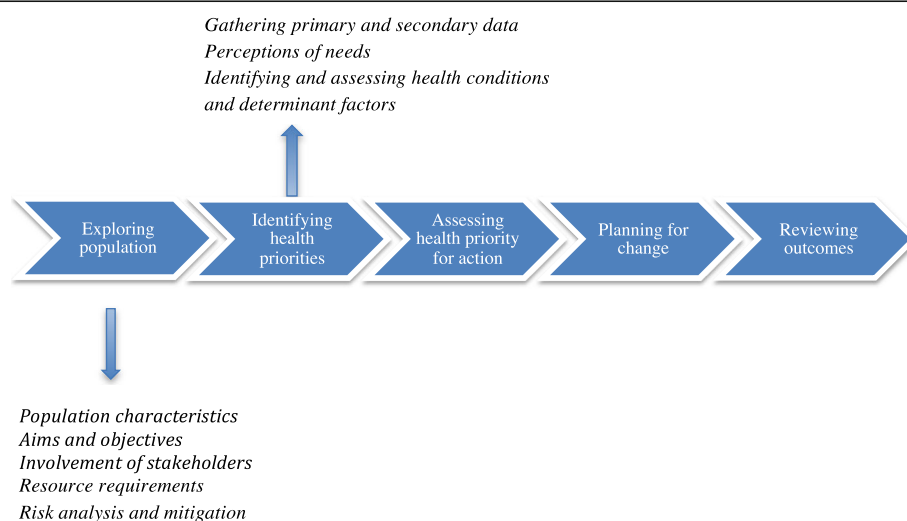 Gathering primary and secondary data
Perceptions of needs
Identifying and assessing health conditions
and determinant factors
Exploring
population
Identifying
health
priorities
Assessing
health priority
for action
Planning for
change
Reviewing
outcomes
Population characteristics
Aims and objectives
Involvement of stakeholders
Resource requirements
Risk analysis and mitigation